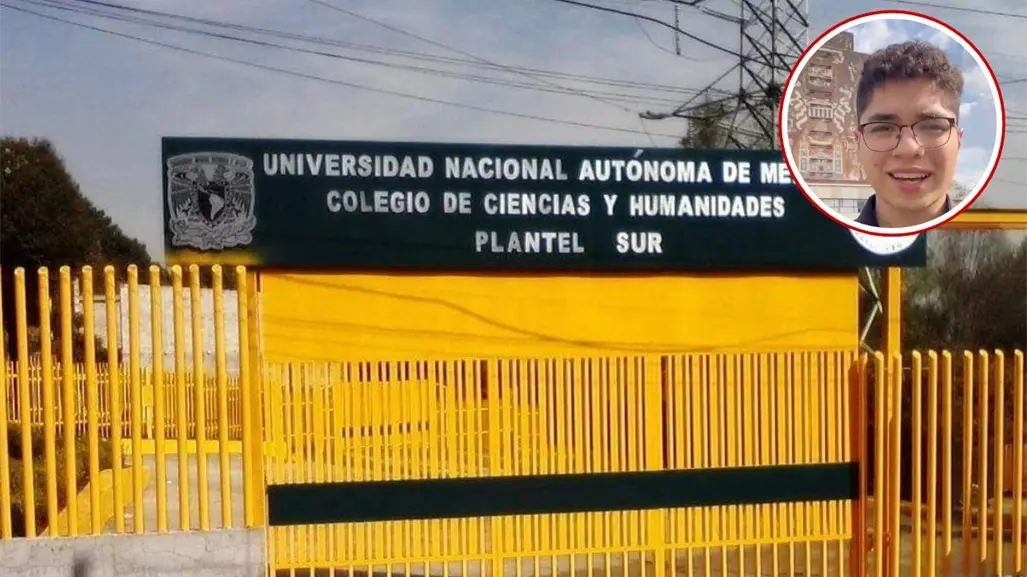 UNIVERSIDAD NACIONAL AUTÓNOMA DE ME
COLEGIO DE CIENCIAS Y HUMANIDADES
PLANTEL SUR